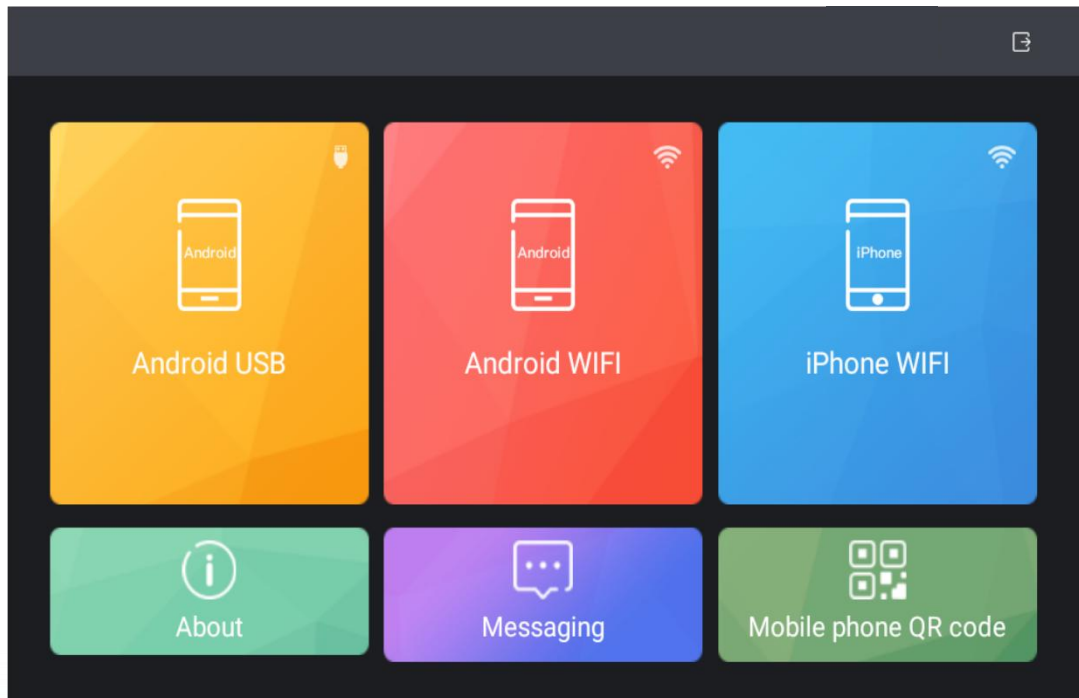 Android
Android
iPhone
Android USB
Android WIFI
iPhone WIFI
About
Messaging
Mobile phone QR code